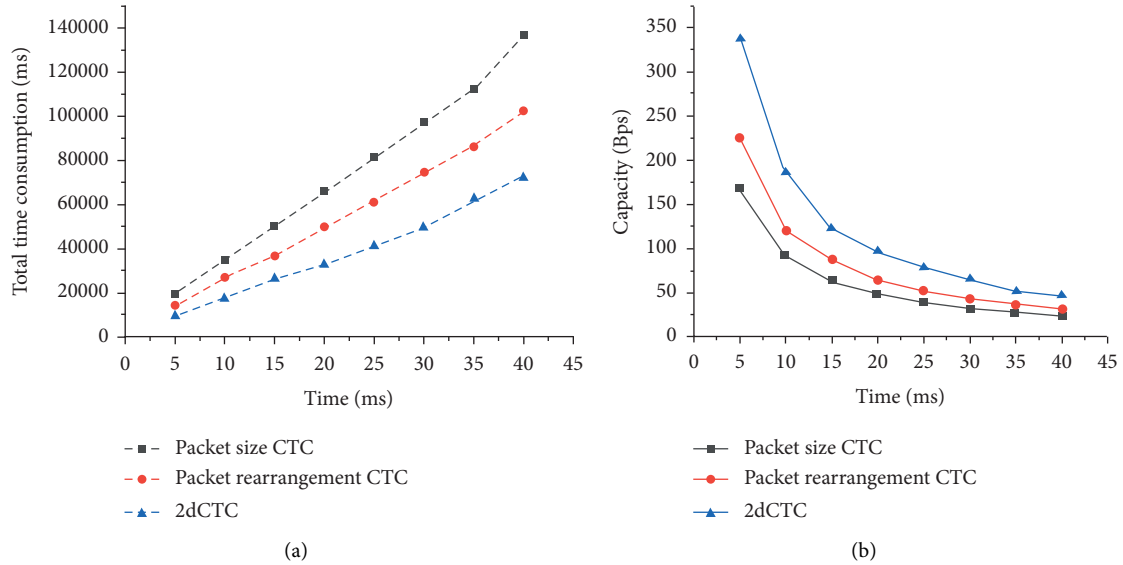 Total time consumption (ms)
140000
120000
100000
80000
60000
40000
20000
0
0 5 10 15 20 25 30 35 40 45
Time (ms)
Packet size CTC
Packet rearrangement CTC
2dCTC
(a)
Capacity (Bps)
350
300
250
200
150
100
50
0
0 5 10 15 20 25 30 35 40 45
Time (ms)
Packet size CTC
Packet rearrangement CTC
2dCTC
(b)